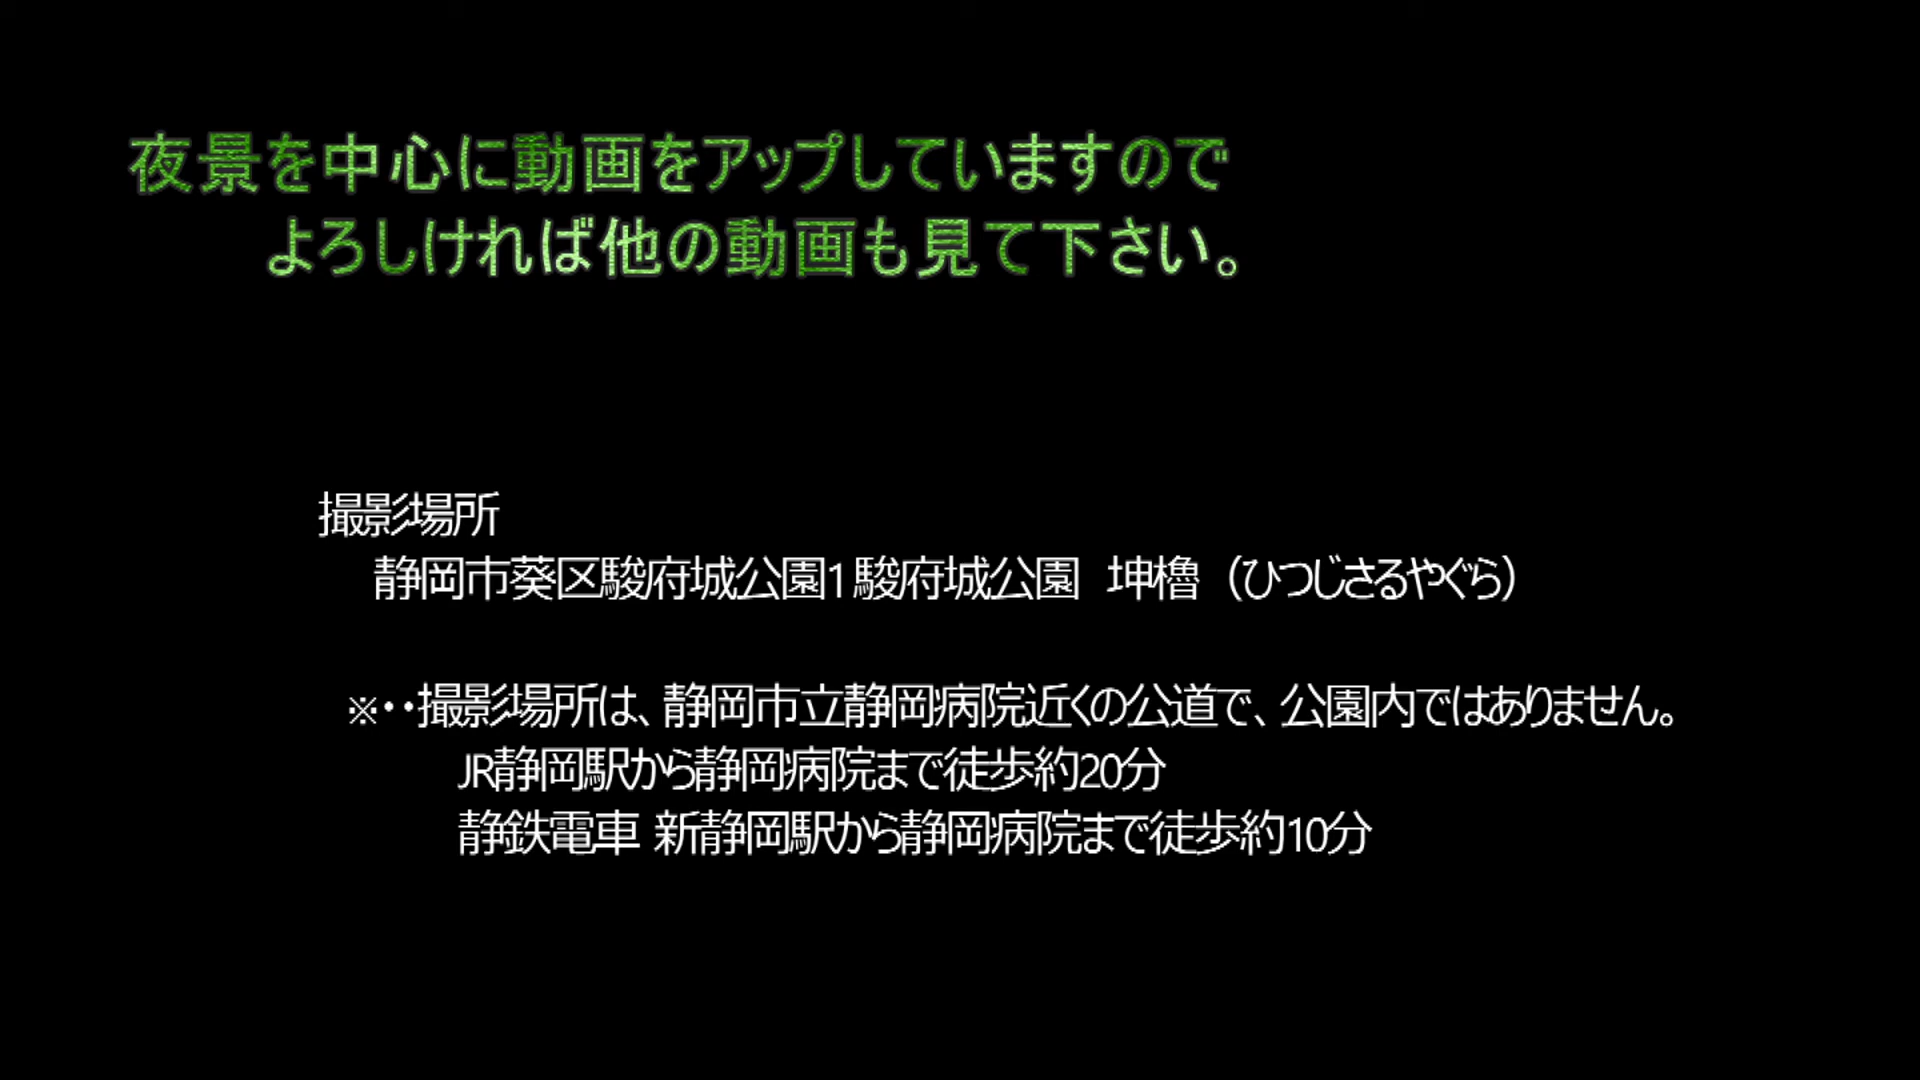 夜景を中心に動画をアップしていますので
よろしければ他の動画も見て下さい。
撮影場所
静岡市葵区駿府城公園1 駿府城公園　坤櫓（ひつじさるやぐら）
※・・撮影場所は、静岡市立静岡病院近くの公道で、公園内ではありません。
JR静岡駅から静岡病院まで徒歩約20分
静鉄電車 新静岡駅から静岡病院まで徒歩約10分